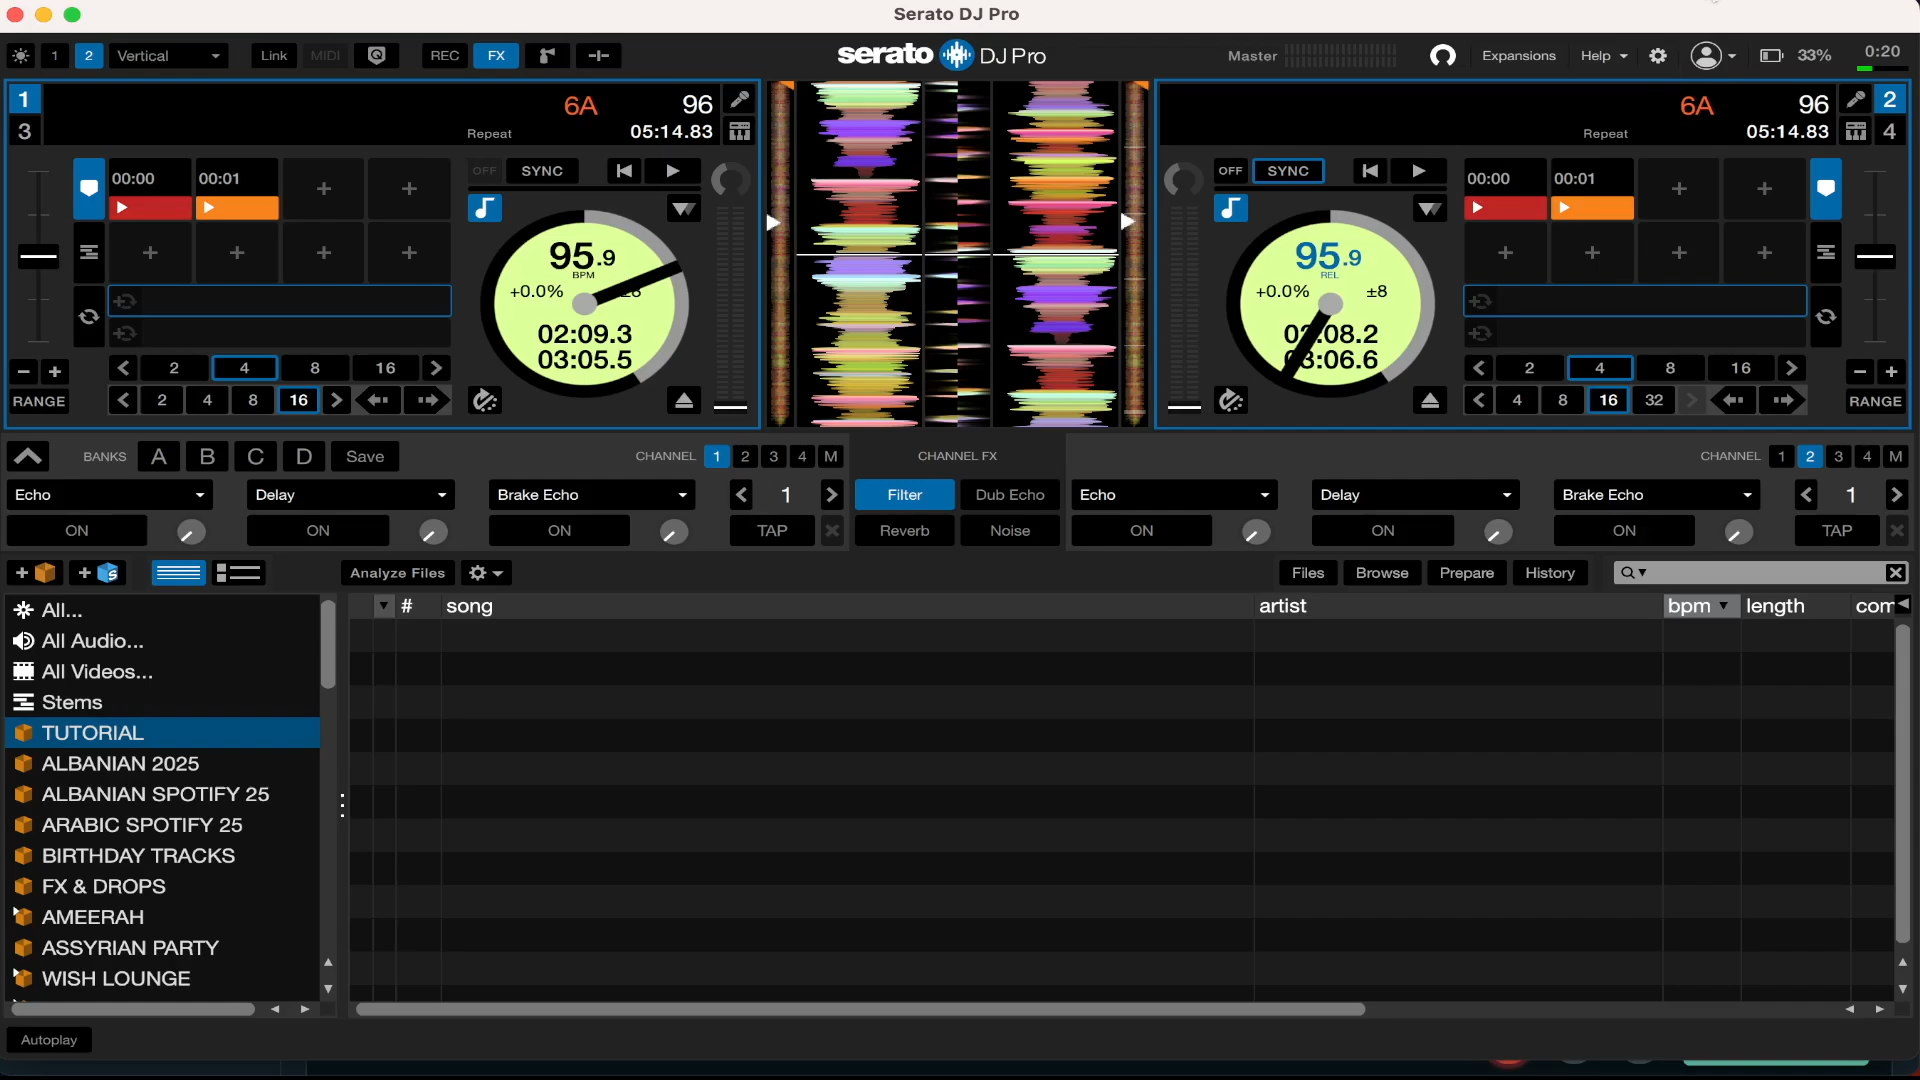 Serato DJ Pro
1 2 Vertical Link MIDI REC FX serato DJ Pro Master Expansions Help 33% 0:20
1 6A 96
3 Repeat 05:14.83
6A 96 2
Repeat 05:14.83 4
00:00 00:01
OFF SYNC
95.9
BPM
+0.0% ±8
02:09.3
03:05.5
2 4 8 16
RANGE 2 4 8 16
OFF SYNC
95.9
REL
+0.0% ±8
02:08.2
03:06.6
00:00 00:01
2 4 8 16
4 8 16 32 RANGE
BANKS A B C D Save CHANNEL 1 2 3 4 M CHANNEL FX CHANNEL 1 2 3 4 M
Echo Delay Brake Echo 1 Filter Dub Echo Echo Delay Brake Echo 1
ON ON ON TAP Reverb Noise ON ON ON TAP
Analyze Files Files Browse Prepare History
# song artist bpm length com
All...
All Audio...
All Videos...
Stems
TUTORIAL
ALBANIAN 2025
ALBANIAN SPOTIFY 25
ARABIC SPOTIFY 25
BIRTHDAY TRACKS
FX & DROPS
AMEERAH
ASSYRIAN PARTY
WISH LOUNGE
Autoplay